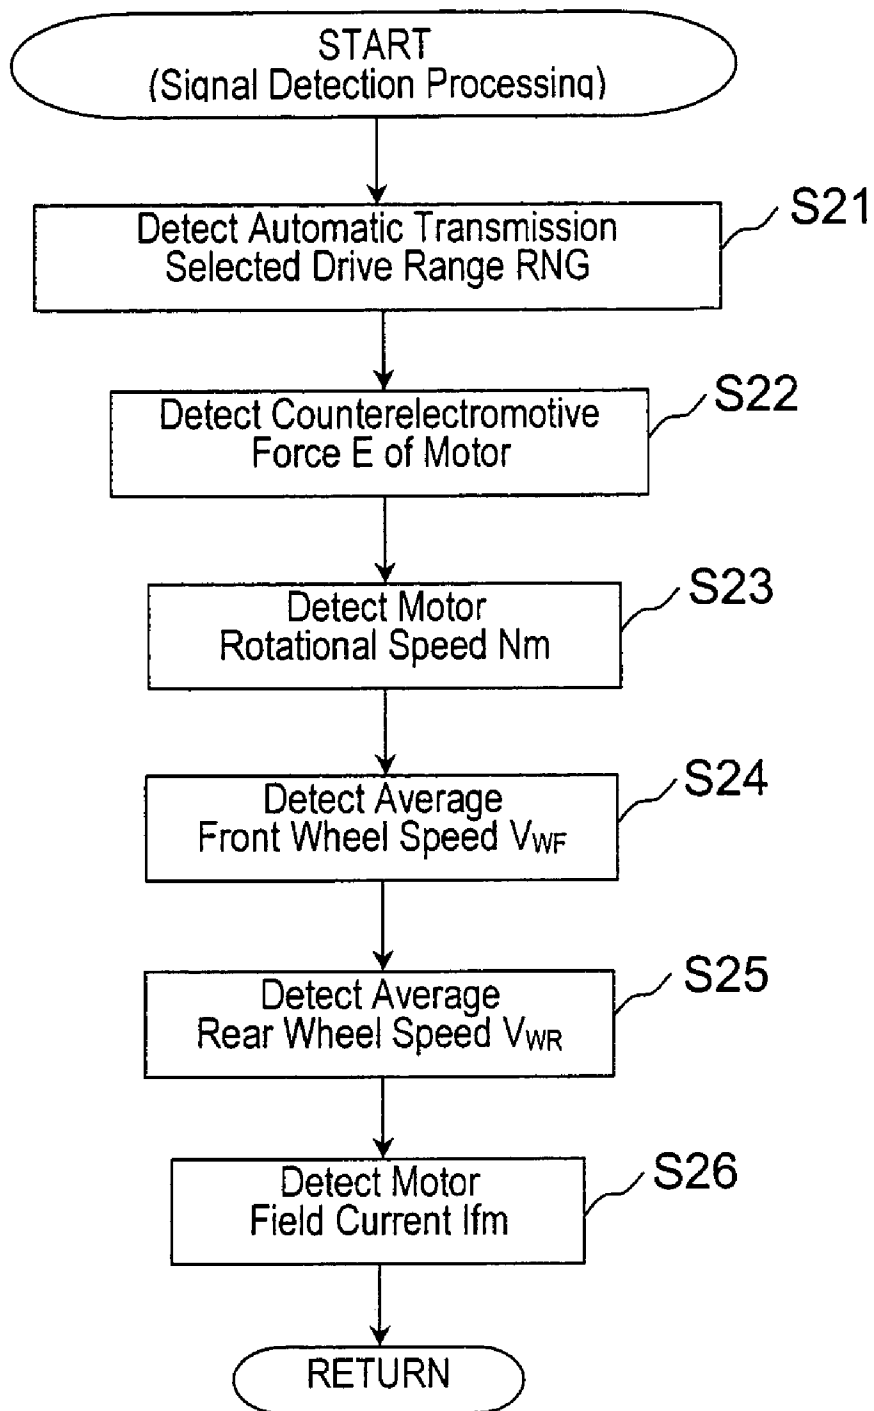 START
(Signal Detection Processing)
S21
Detect Automatic Transmission
Selected Drive Range RNG
S22
Detect Counterelectromotive
Force E of Motor
S23
Detect Motor
Rotational Speed Nm
S24
Detect Average
Front Wheel Speed VWF
S25
Detect Average
Rear Wheel Speed VWR
S26
Detect Motor
Field Current Ifm
RETURN